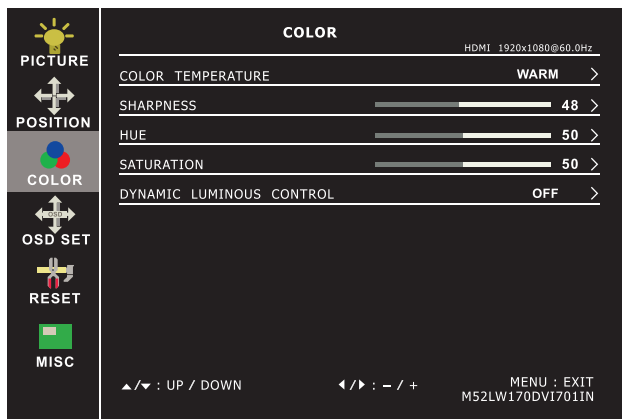 COLOR
HDMI 1920x1080@60.0Hz
PICTURE
POSITION
COLOR
OSD
OSD SET
RESET
MISC
COLOR TEMPERATURE WARM >
SHARPNESS 48 >
HUE 50 >
SATURATION 50 >
DYNAMIC LUMINOUS CONTROL OFF >
▲/▼ : UP / DOWN ◀/▶ : – / + MENU : EXIT
M52LW170DVI701IN